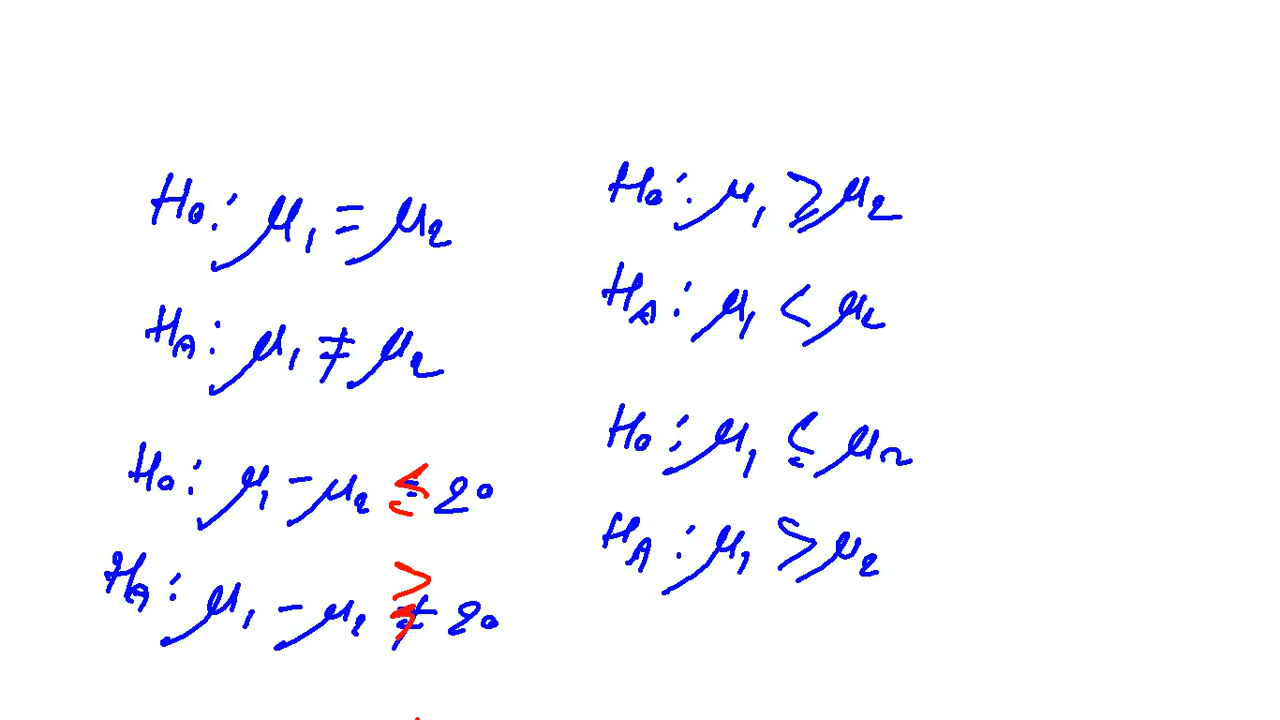 H₀: μ₁ = μ₂
Hₐ: μ₁ ≠ μ₂
H₀: μ₁ − μ₂ ≤ 20
Hₐ: μ₁ − μ₂ > 20
H₀: μ₁ ≥ μ₂
Hₐ: μ₁ < μ₂
H₀: μ₁ ≤ μ₂
Hₐ: μ₁ > μ₂